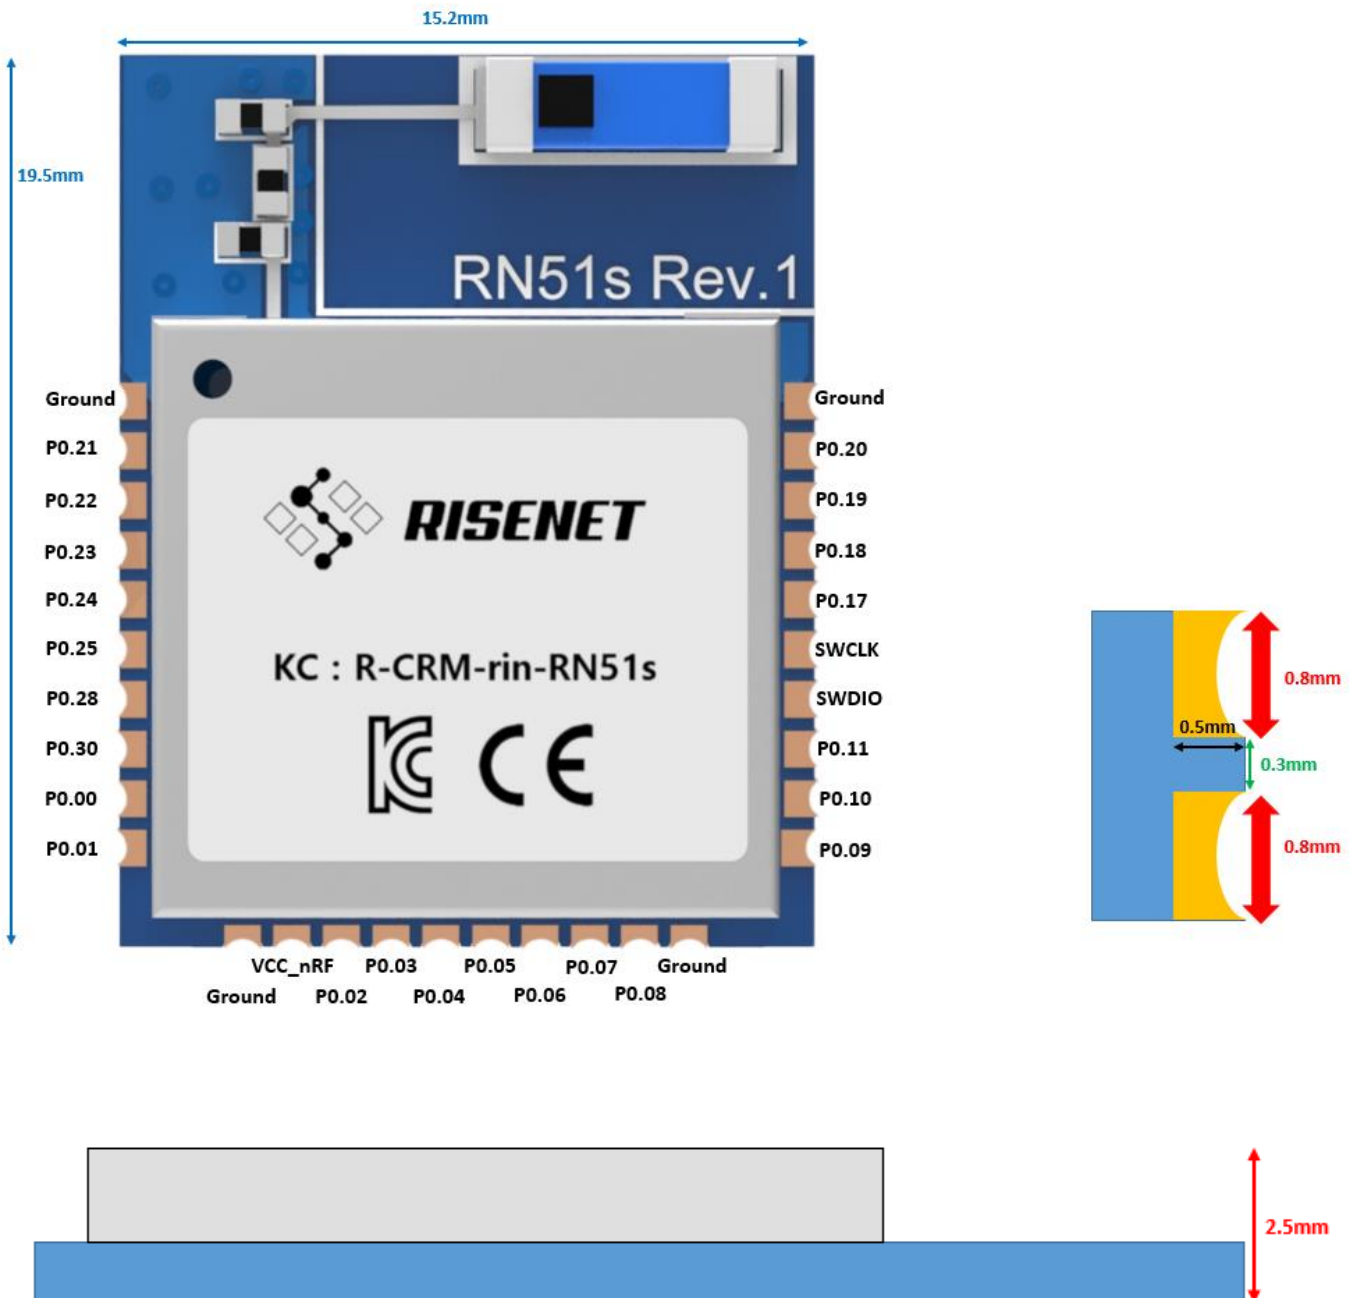 15.2mm
19.5mm
RN51s Rev.1
Ground
P0.21
P0.22
P0.23
P0.24
P0.25
P0.28
P0.30
P0.00
P0.01
RISENET
KC : R-CRM-rin-RN51s
KC CE
Ground
P0.20
P0.19
P0.18
P0.17
SWCLK
SWDIO
P0.11
P0.10
P0.09
VCC_nRF P0.03 P0.05 P0.07 Ground
Ground P0.02 P0.04 P0.06 P0.08
0.8mm
0.5mm
0.3mm
0.8mm
2.5mm